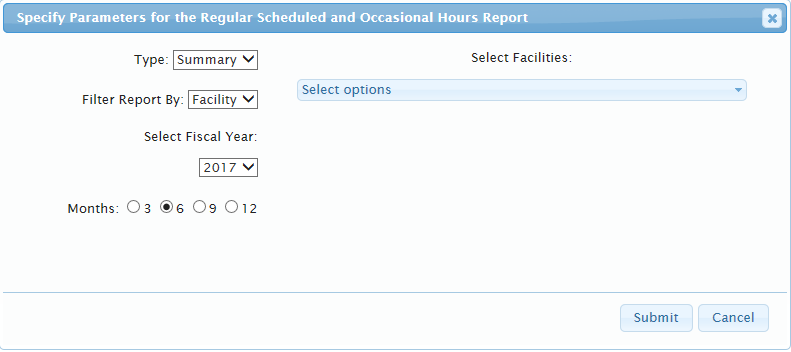 Specify Parameters for the Regular Scheduled and Occasional Hours Report
Type: Summary
Filter Report By: Facility
Select Fiscal Year:
2017
Months: 3 6 9 12
Select Facilities:
Select options
Submit Cancel